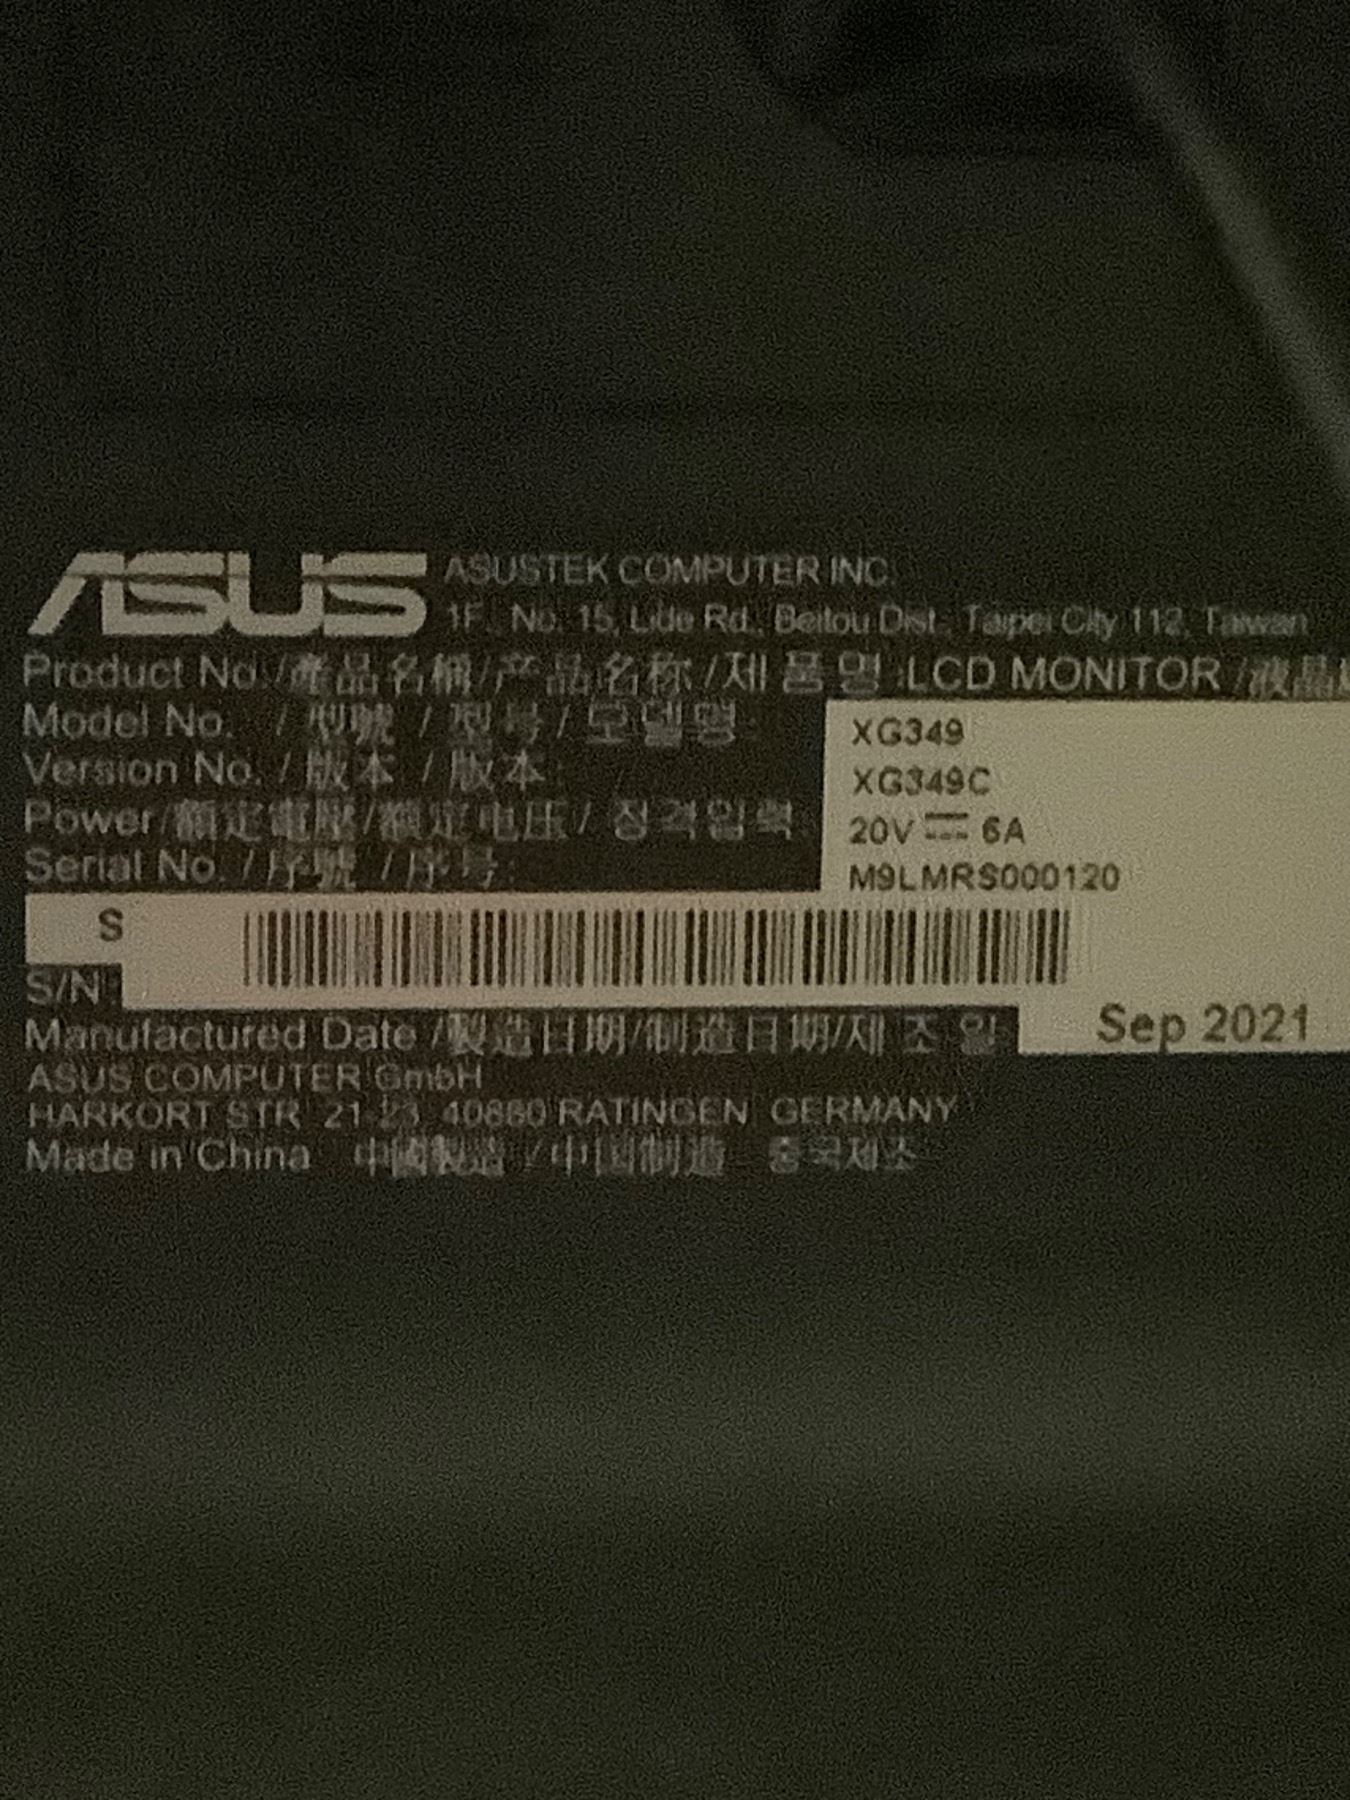 ASUS ASUSTEK COMPUTER INC.
1F., No. 15, Lide Rd., Beitou Dist., Taipei City 112, Taiwan
Product No./產品名稱/产品名称/제 품 명 :LCD MONITOR /液晶
Model No. / 型號 / 型号 / 모델명: XG349
Version No. / 版本 / 版本: XG349C
Power/額定電壓/额定电压/ 정격입력: 20V ⎓ 6A
Serial No. / 序號 / 序号: M9LMRS000120
S
S/N:
Manufactured Date /製造日期/制造日期/제 조 일 Sep 2021
ASUS COMPUTER GmbH
HARKORT STR. 21-23, 40880 RATINGEN, GERMANY
Made in China 中國製造 / 中国制造 중국제조